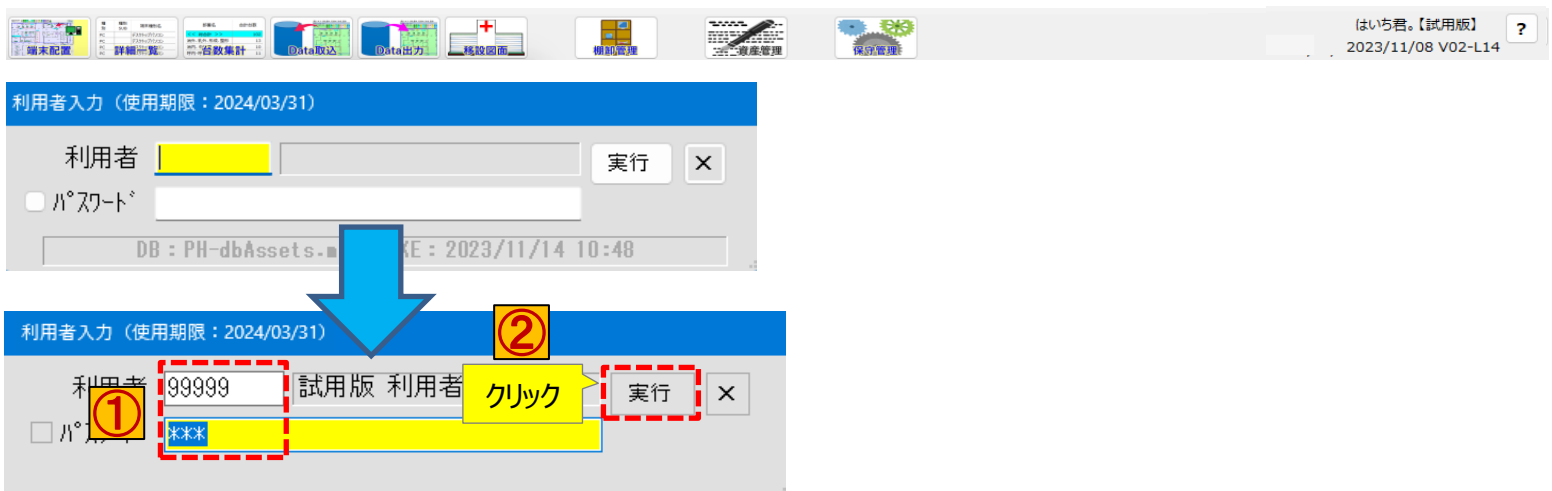 端末配置 詳細一覧 台数集計 Data取込 Data出力 移設図面 棚卸管理 資産管理 保守管理
はいち君。【試用版】
2023/11/08 V02-L14
?
利用者入力（使用期限：2024/03/31）
利用者 実行 ×
ﾊﾟｽﾜｰﾄﾞ
DB：PH-dbAssets.m KE：2023/11/14 10:48
利用者入力（使用期限：2024/03/31）
②
利用者 99999 試用版 利用者 クリック 実行 ×
①
***